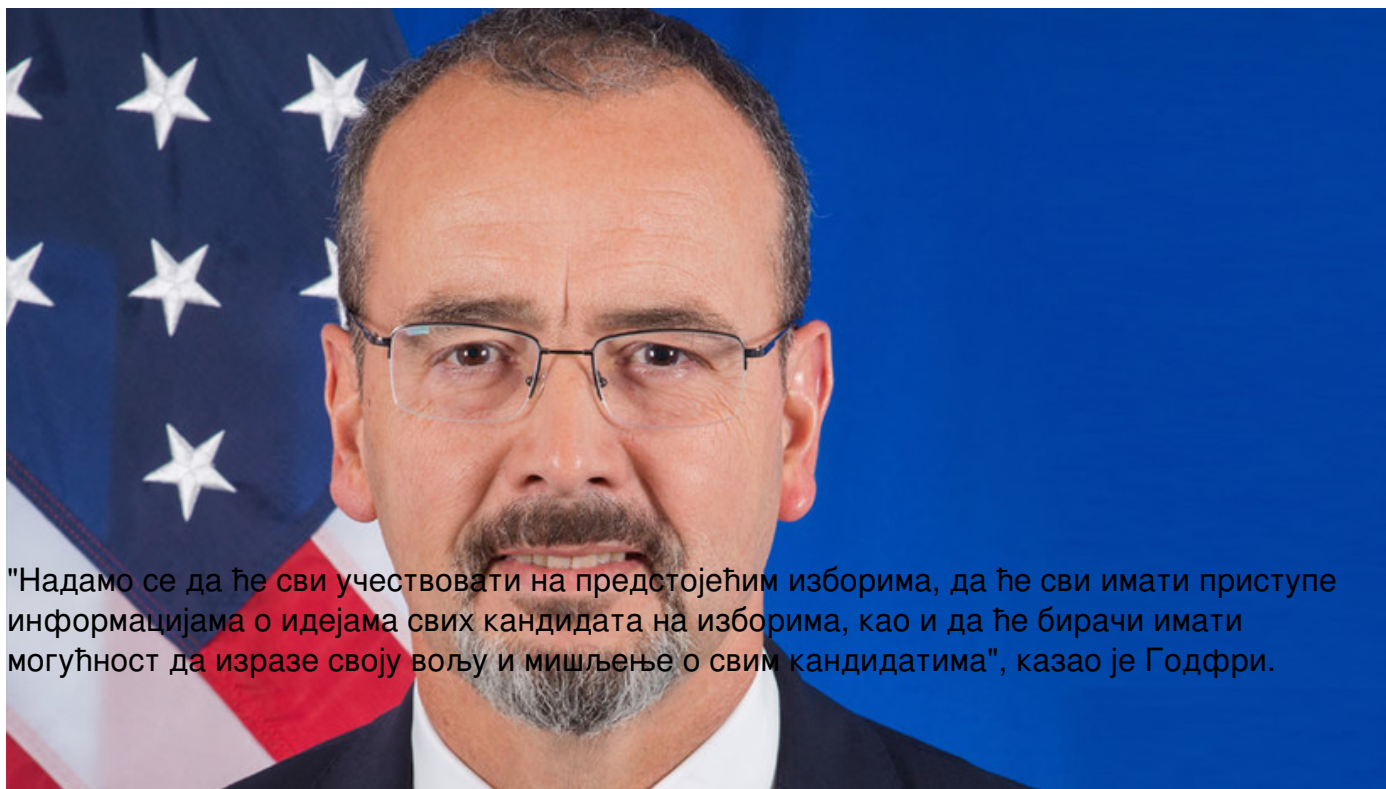 "Надамо се да ће сви учествовати на предстојећим изборима, да ће сви имати приступе
информацијама о идејама свих кандидата на изборима, као и да ће бирачи имати
могућност да изразе своју вољу и мишљење о свим кандидатима", казао је Годфри.